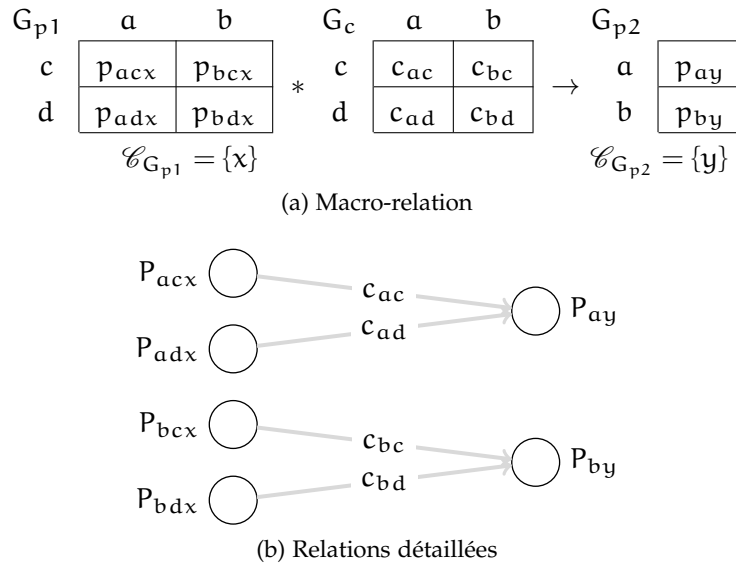 G_p1 a b G_c a b G_p2
c p_acx p_bcx * c c_ac c_bc → a p_ay
d p_adx p_bdx d c_ad c_bd b p_by
𝒞_G_p1 = {x} 𝒞_G_p2 = {y}
(a) Macro-relation
P_acx c_ac P_ay
P_adx c_ad
P_bcx c_bc P_by
P_bdx c_bd
(b) Relations détaillées